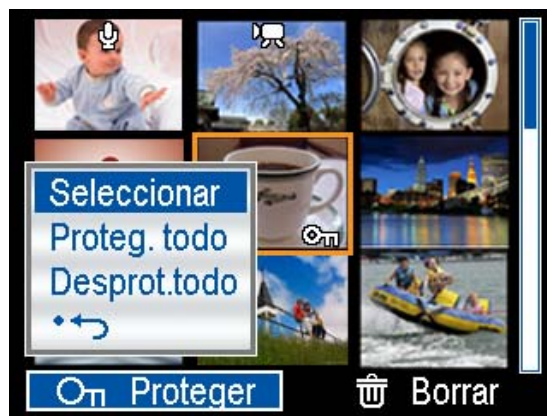 Seleccionar
Proteg. todo
Desprot.todo
Proteger
Borrar